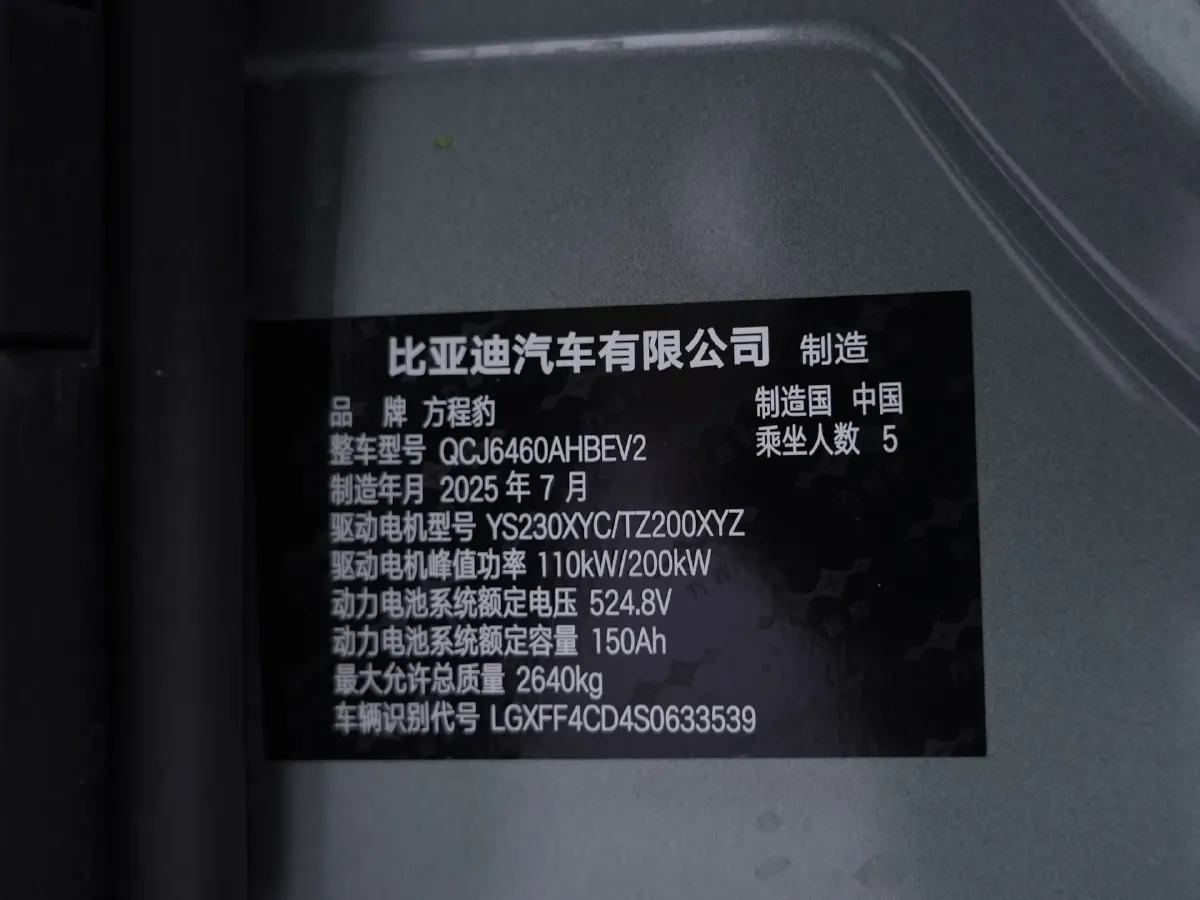 比亚迪汽车有限公司 制造
品 牌 方程豹 制造国 中国
整车型号 QCJ6460AHBEV2 乘坐人数 5
制造年月 2025 年 7 月
驱动电机型号 YS230XYC/TZ200XYZ
驱动电机峰值功率 110kW/200kW
动力电池系统额定电压 524.8V
动力电池系统额定容量 150Ah
最大允许总质量 2640kg
车辆识别代号 LGXFF4CD4S0633539